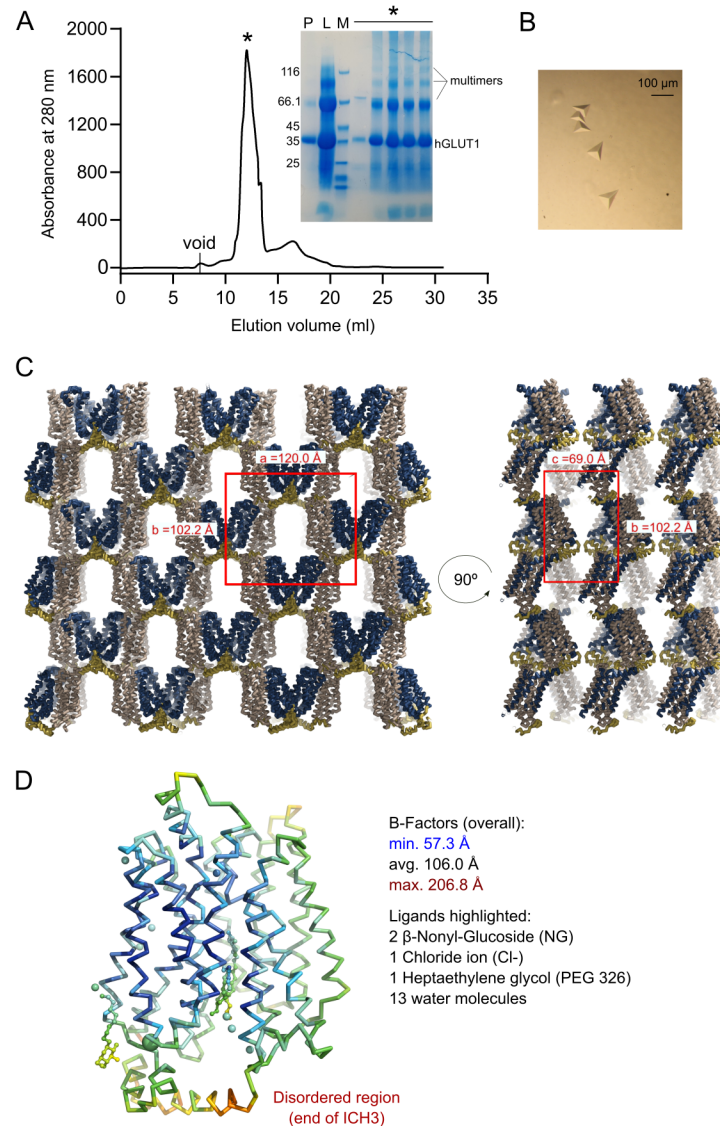 A
B
Absorbance at 280 nm
2000
1600
1200
800
400
0
*
void
0 5 10 15 20 25 30 35
Elution volume (ml)
P L M *
116
66.1
45
35
25
multimers
hGLUT1
100 µm
C
a =120.0 Å
b =102.2 Å
90º
c =69.0 Å
b =102.2 Å
D
B-Factors (overall):
min. 57.3 Å
avg. 106.0 Å
max. 206.8 Å
Ligands highlighted:
2 β-Nonyl-Glucoside (NG)
1 Chloride ion (Cl-)
1 Heptaethylene glycol (PEG 326)
13 water molecules
Disordered region
(end of ICH3)